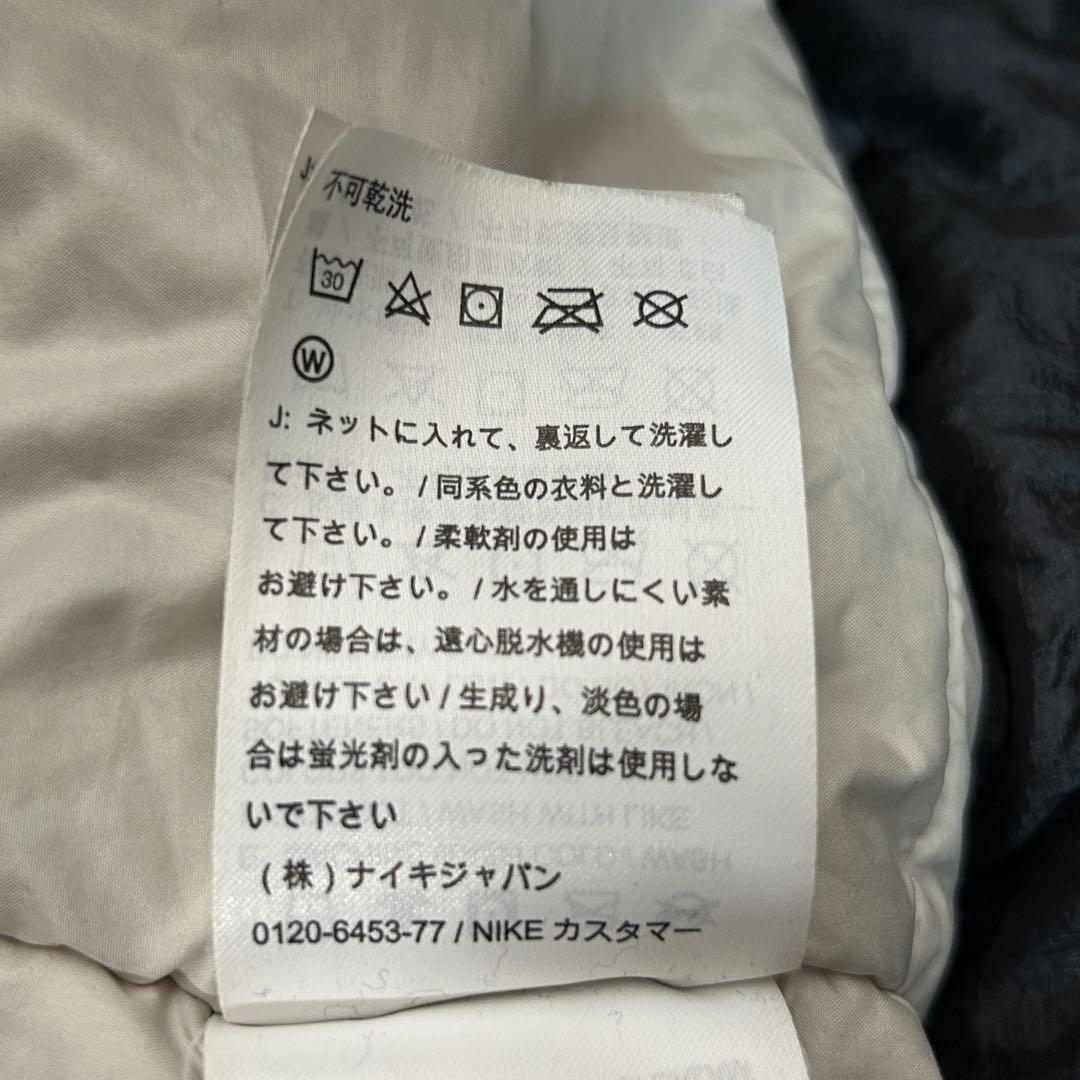 J:
不可乾洗
30
W
J: ネットに入れて、裏返して洗濯し
て下さい。/ 同系色の衣料と洗濯し
て下さい。/ 柔軟剤の使用は
お避け下さい。/ 水を通しにくい素
材の場合は、遠心脱水機の使用は
お避け下さい / 生成り、淡色の場
合は蛍光剤の入った洗剤は使用しな
いで下さい
(株)ナイキジャパン
0120-6453-77 / NIKE カスタマー